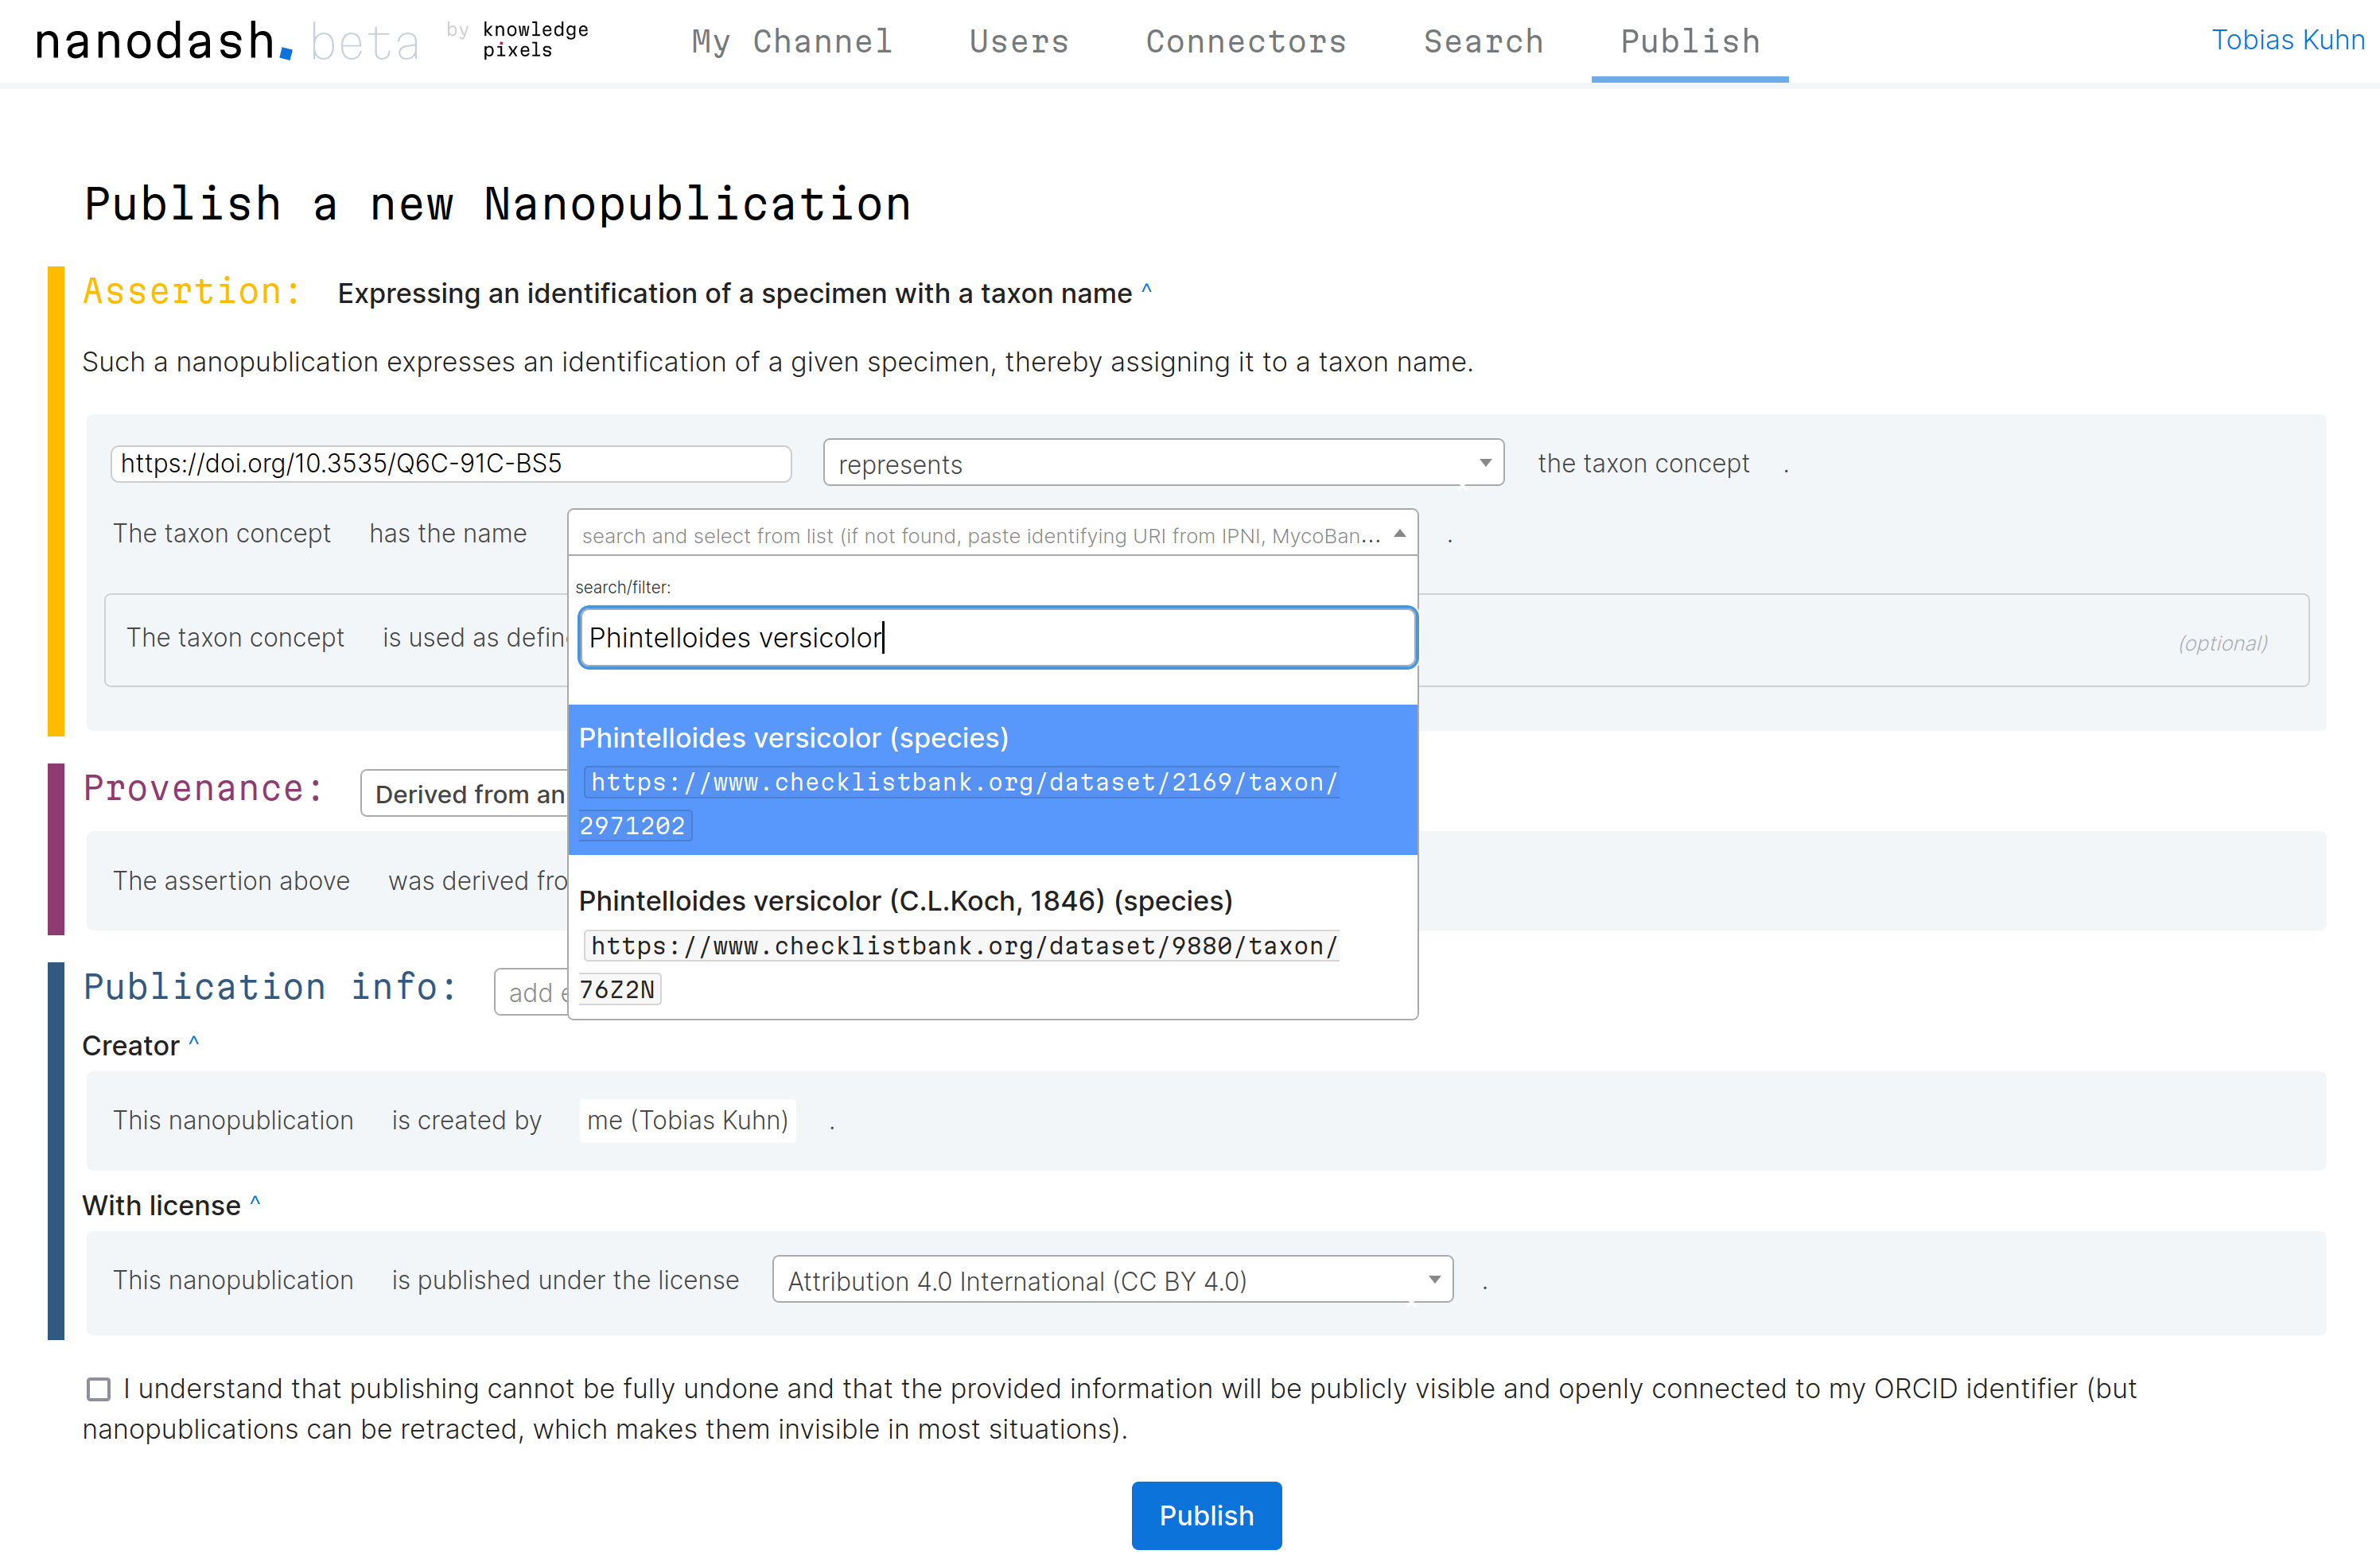 nanodash. beta by knowledge pixels My Channel Users Connectors Search Publish Tobias Kuhn
Publish a new Nanopublication
Assertion: Expressing an identification of a specimen with a taxon name ^
Such a nanopublication expresses an identification of a given specimen, thereby assigning it to a taxon name.
https://doi.org/10.3535/Q6C-91C-BS5 represents the taxon concept .
The taxon concept has the name search and select from list (if not found, paste identifying URI from IPNI, MycoBan... .
search/filter:
The taxon concept is used as Phintelloides versicolor (optional)
Phintelloides versicolor (species)
https://www.checklistbank.org/dataset/2169/taxon/
2971202
Provenance: Derived from an
The assertion above was derived
Phintelloides versicolor (C.L.Koch, 1846) (species)
https://www.checklistbank.org/dataset/9880/taxon/
76Z2N
Publication info: add
Creator ^
This nanopublication is created by me (Tobias Kuhn) .
With license ^
This nanopublication is published under the license Attribution 4.0 International (CC BY 4.0) .
I understand that publishing cannot be fully undone and that the provided information will be publicly visible and openly connected to my ORCID identifier (but
nanopublications can be retracted, which makes them invisible in most situations).
Publish